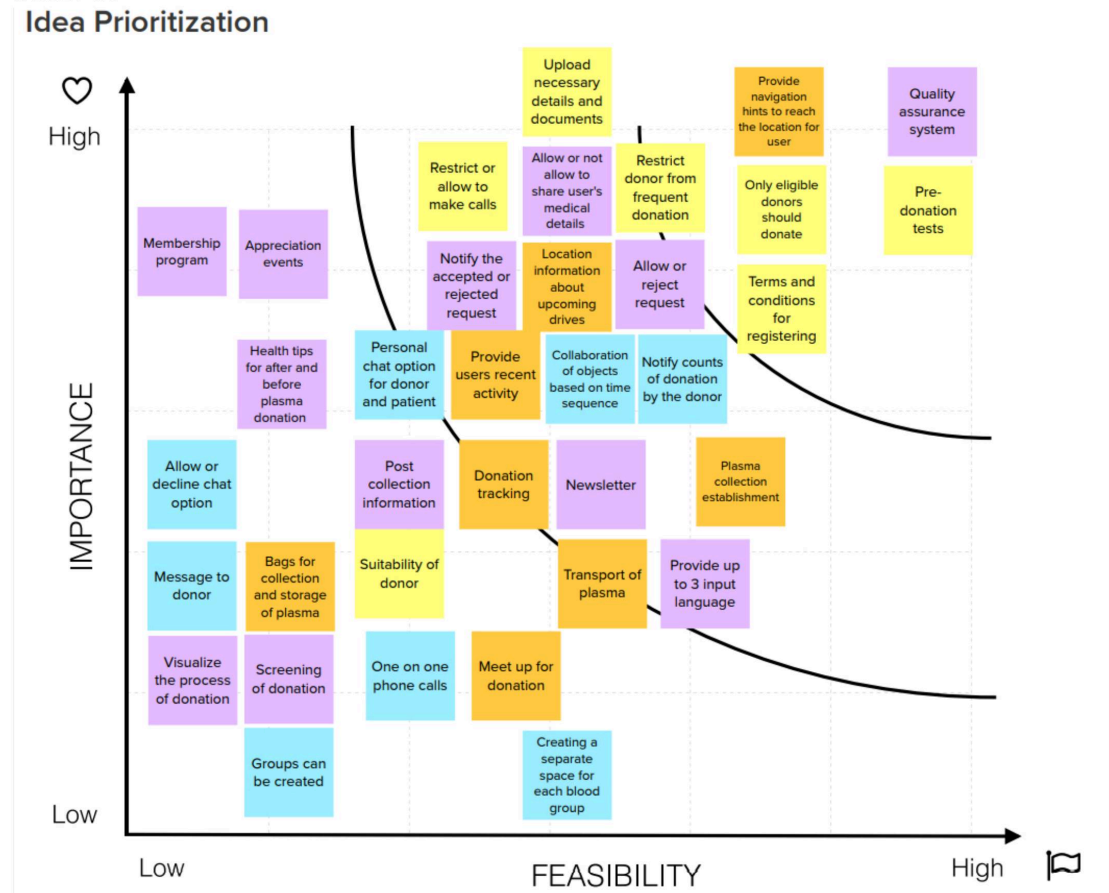 Idea Prioritization
High
Upload
necessary
details and
documents
Provide
navigation
hints to reach
the location for
user
Quality
assurance
system
Restrict or
allow to
make calls
Allow or not
allow to
share user's
medical
details
Restrict
donor from
frequent
donation
Only eligible
donors
should
donate
Pre-
donation
tests
Membership
program
Appreciation
events
Notify the
accepted or
rejected
request
Location
information
about
upcoming
drives
Allow or
reject
request
Terms and
conditions
for
registering
Health tips
for after and
before
plasma
donation
Personal
chat option
for donor
and patient
Provide
users recent
activity
Collaboration
of objects
based on time
sequence
Notify counts
of donation
by the donor
IMPORTANCE
Allow or
decline chat
option
Post
collection
information
Donation
tracking
Newsletter
Plasma
collection
establishment
Message to
donor
Bags for
collection
and storage
of plasma
Suitability of
donor
Transport of
plasma
Provide up
to 3 input
language
Visualize
the process
of donation
Screening
of donation
One on one
phone calls
Meet up for
donation
Groups can
be created
Creating a
separate
space for
each blood
group
Low
Low
FEASIBILITY
High